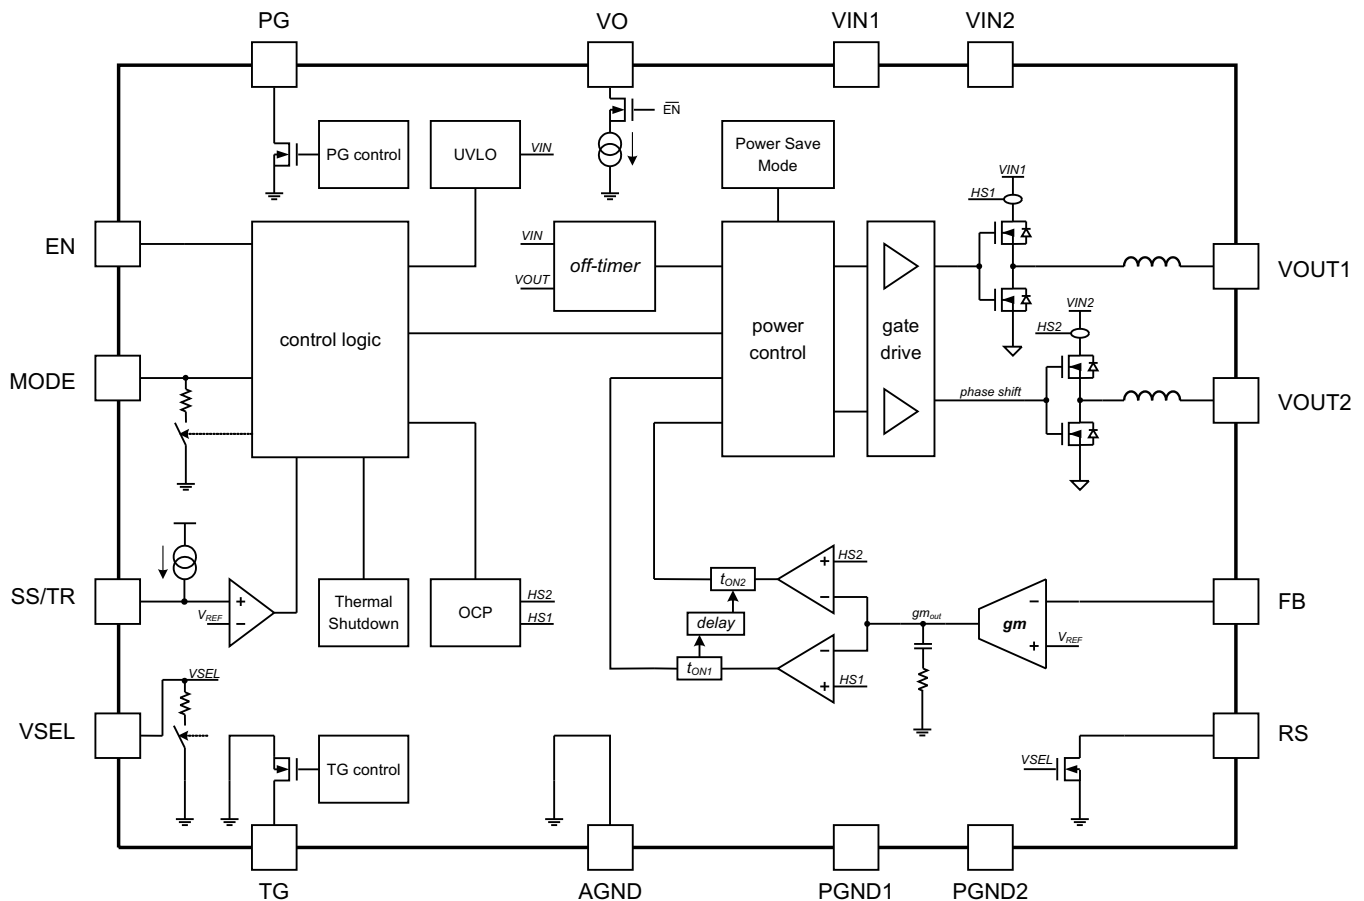 PG
VO
VIN1
VIN2
EN
PG control
UVLO
VIN
Power Save
Mode
VIN1
HS1
EN
VIN
VOUT
off-timer
VOUT1
control logic
power
control
gate
drive
VIN2
HS2
MODE
phase shift
VOUT2
SS/TR
VREF
+
−
Thermal
Shutdown
OCP
HS2
HS1
tON2
delay
tON1
+
HS2
−
−
+
HS1
gmout
gm
−
+
VREF
FB
VSEL
VSEL
TG control
VSEL
RS
TG
AGND
PGND1
PGND2